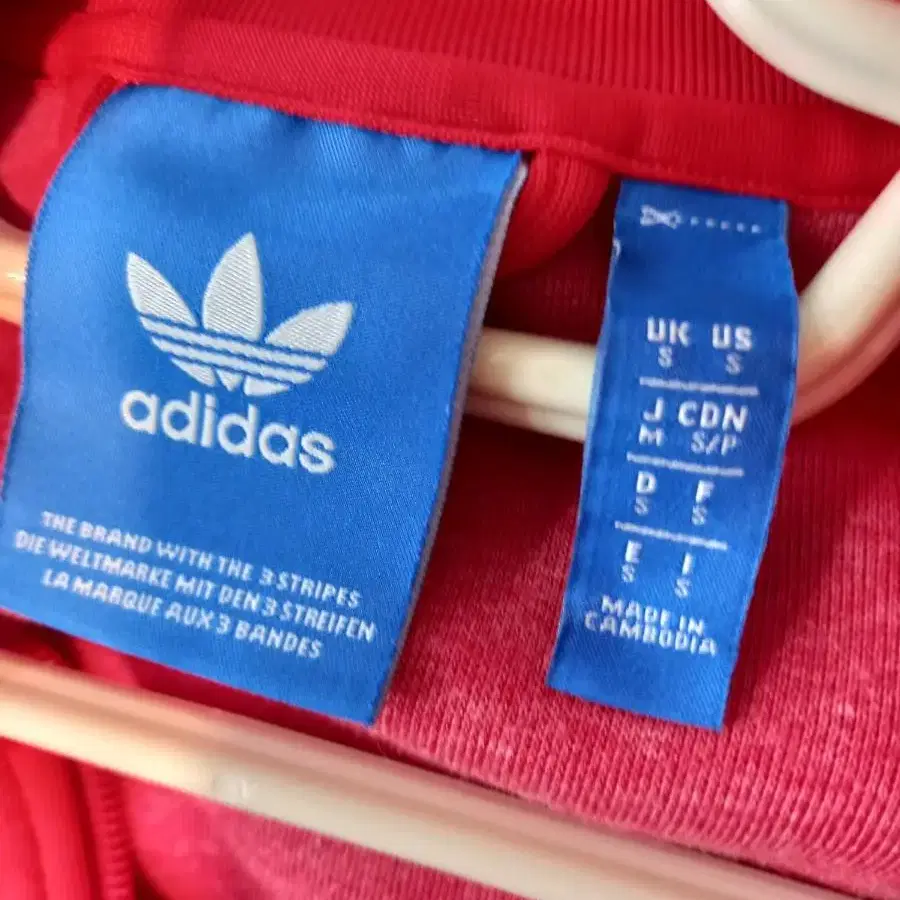 adidas
THE BRAND WITH THE 3 STRIPES
DIE WELTMARKE MIT DEN 3 STREIFEN
LA MARQUE AUX 3 BANDES
UK US
S S
J CDN
M S/P
D F
S S
E I
S S
MADE IN
CAMBODIA